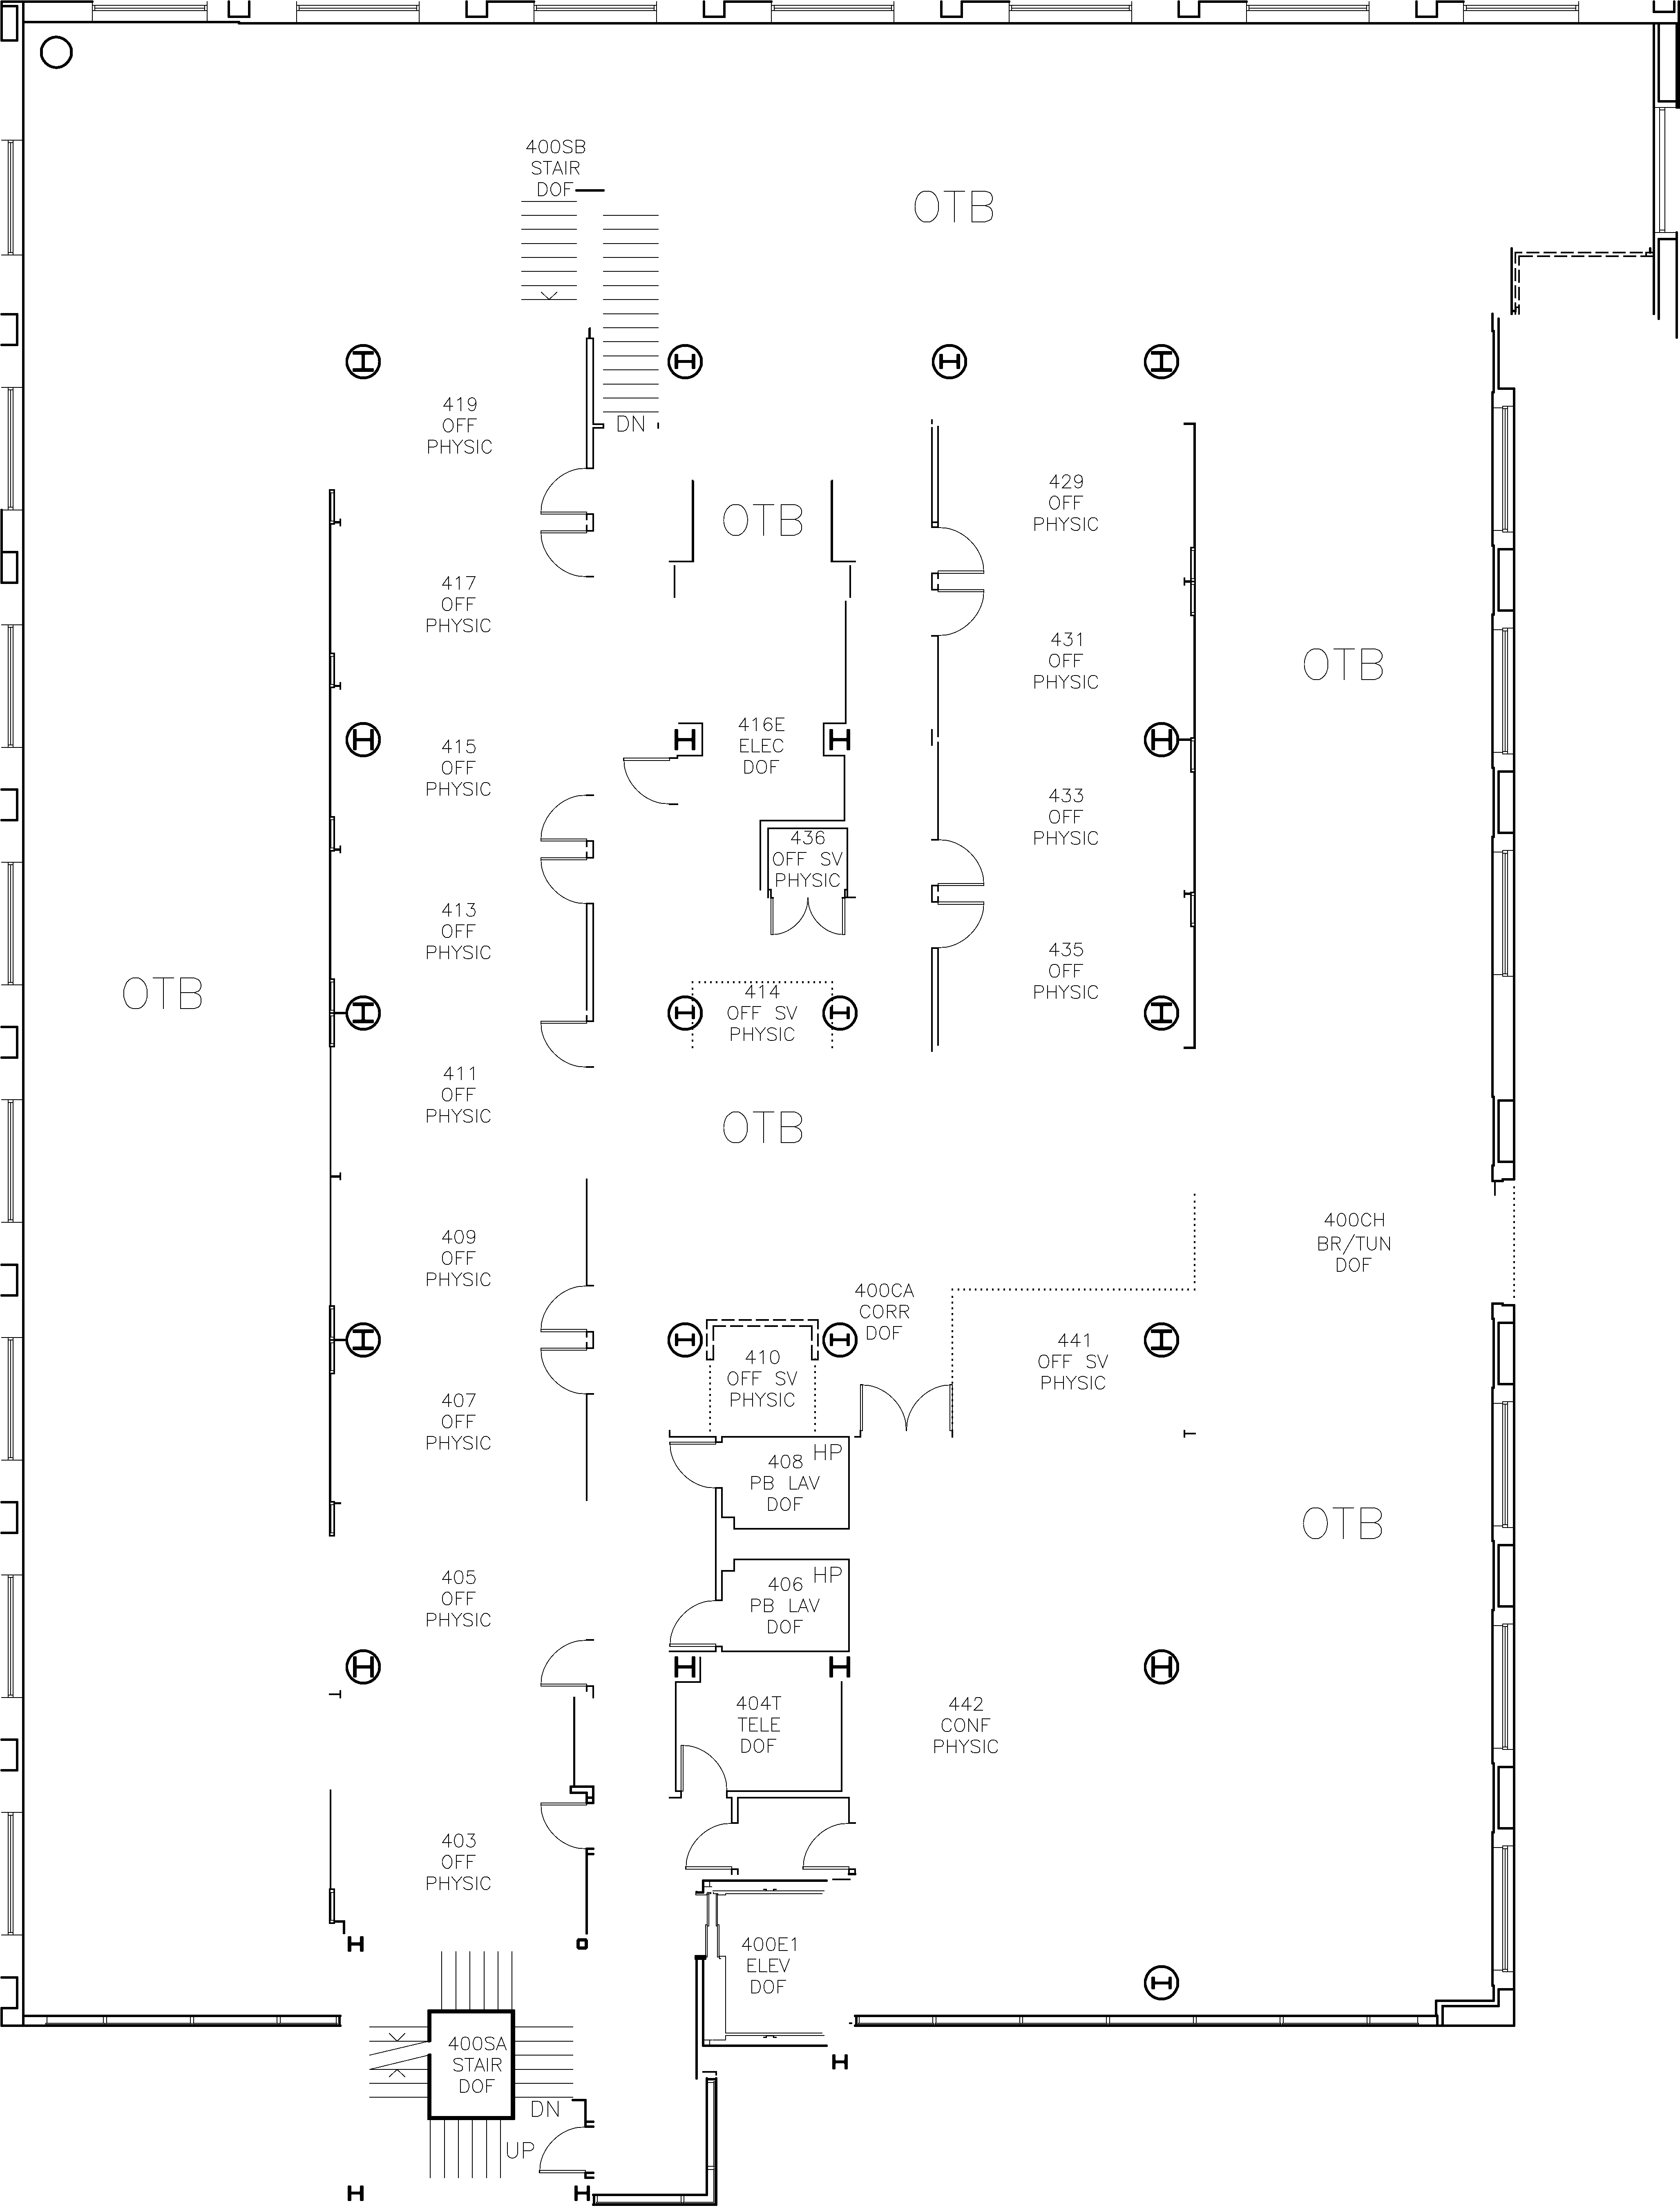 400SB
STAIR
DOF
OTB
419
OFF
PHYSIC
DN
429
OFF
PHYSIC
OTB
417
OFF
PHYSIC
431
OFF
PHYSIC
OTB
415
OFF
PHYSIC
416E
ELEC
DOF
433
OFF
PHYSIC
436
OFF SV
PHYSIC
413
OFF
PHYSIC
435
OFF
PHYSIC
OTB
414
OFF SV
PHYSIC
411
OFF
PHYSIC
OTB
409
OFF
PHYSIC
400CH
BR/TUN
DOF
400CA
CORR
DOF
410
OFF SV
PHYSIC
441
OFF SV
PHYSIC
407
OFF
PHYSIC
HP
408
PB LAV
DOF
OTB
405
OFF
PHYSIC
HP
406
PB LAV
DOF
404T
TELE
DOF
442
CONF
PHYSIC
403
OFF
PHYSIC
400E1
ELEV
DOF
400SA
STAIR
DOF
DN
UP